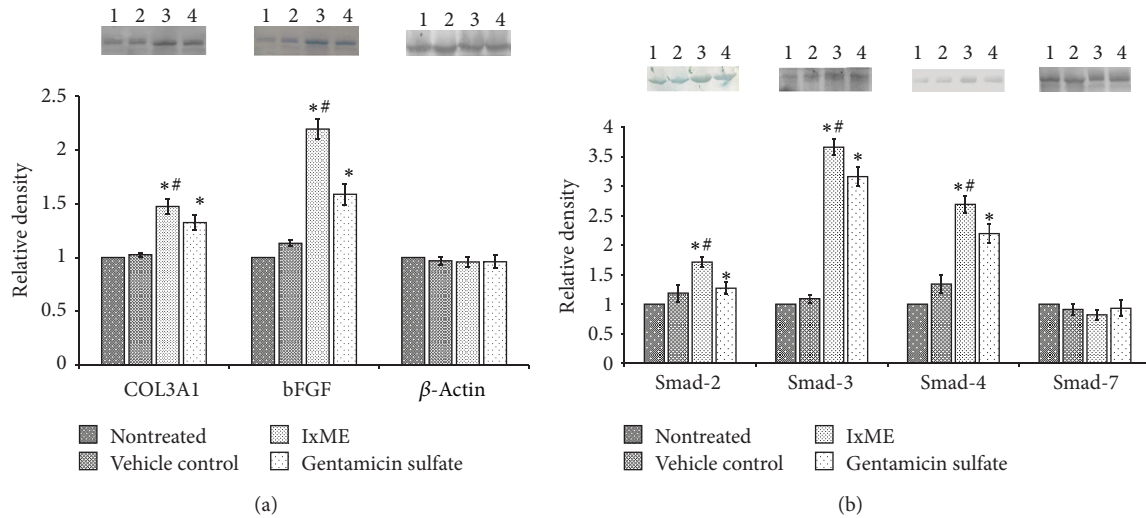 1 2 3 4
1 2 3 4
1 2 3 4
2.5
2
1.5
1
0.5
0
Relative density
*#
*
*#
*
COL3A1
bFGF
β-Actin
Nontreated
Vehicle control
IxME
Gentamicin sulfate
(a)
1 2 3 4
1 2 3 4
1 2 3 4
1 2 3 4
4
3.5
3
2.5
2
1.5
1
0.5
0
Relative density
*#
*
*#
*
*#
*
Smad-2
Smad-3
Smad-4
Smad-7
Nontreated
Vehicle control
IxME
Gentamicin sulfate
(b)